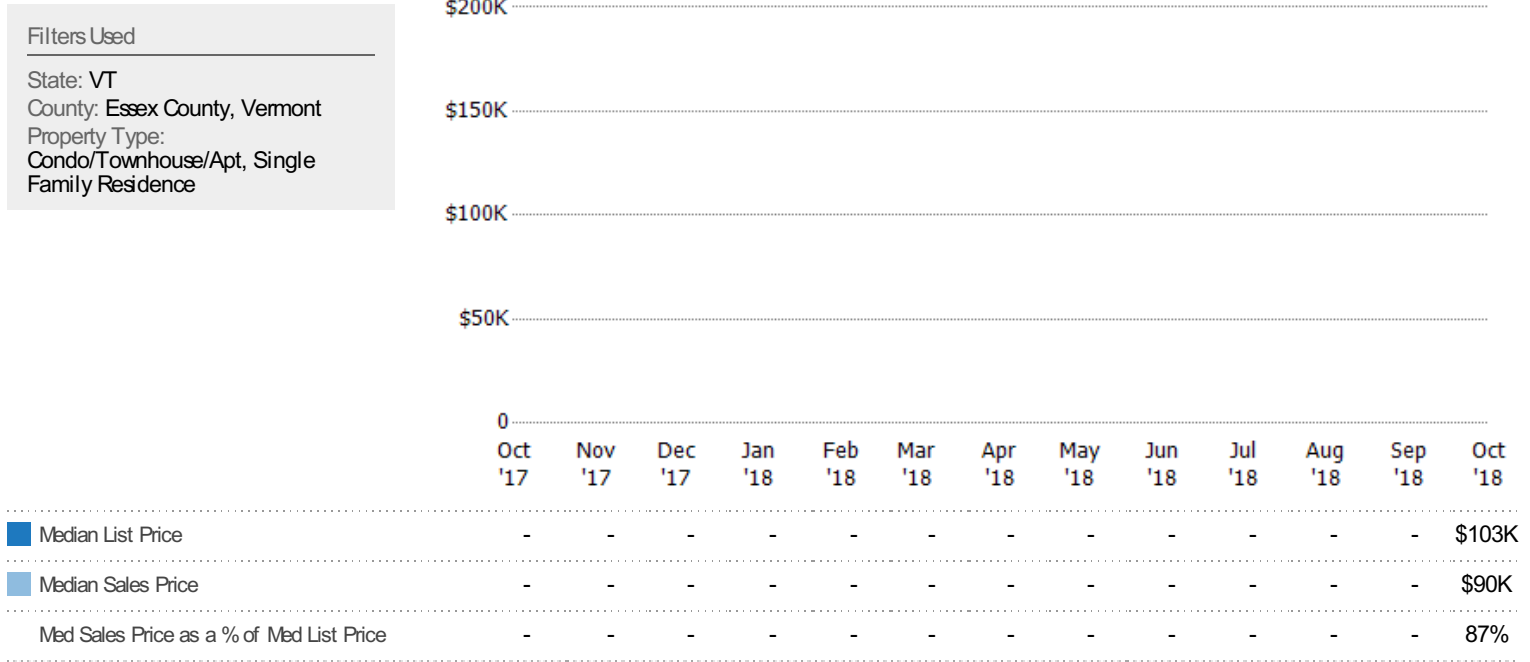 Filters Used
State: VT
County: Essex County, Vermont
Property Type:
Condo/Townhouse/Apt, Single
Family Residence
$200K
$150K
$100K
$50K
0
Oct Nov Dec Jan Feb Mar Apr May Jun Jul Aug Sep Oct
'17 '17 '17 '18 '18 '18 '18 '18 '18 '18 '18 '18 '18
Median List Price - - - - - - - - - - - - $103K
Median Sales Price - - - - - - - - - - - - $90K
Med Sales Price as a % of Med List Price - - - - - - - - - - - - 87%